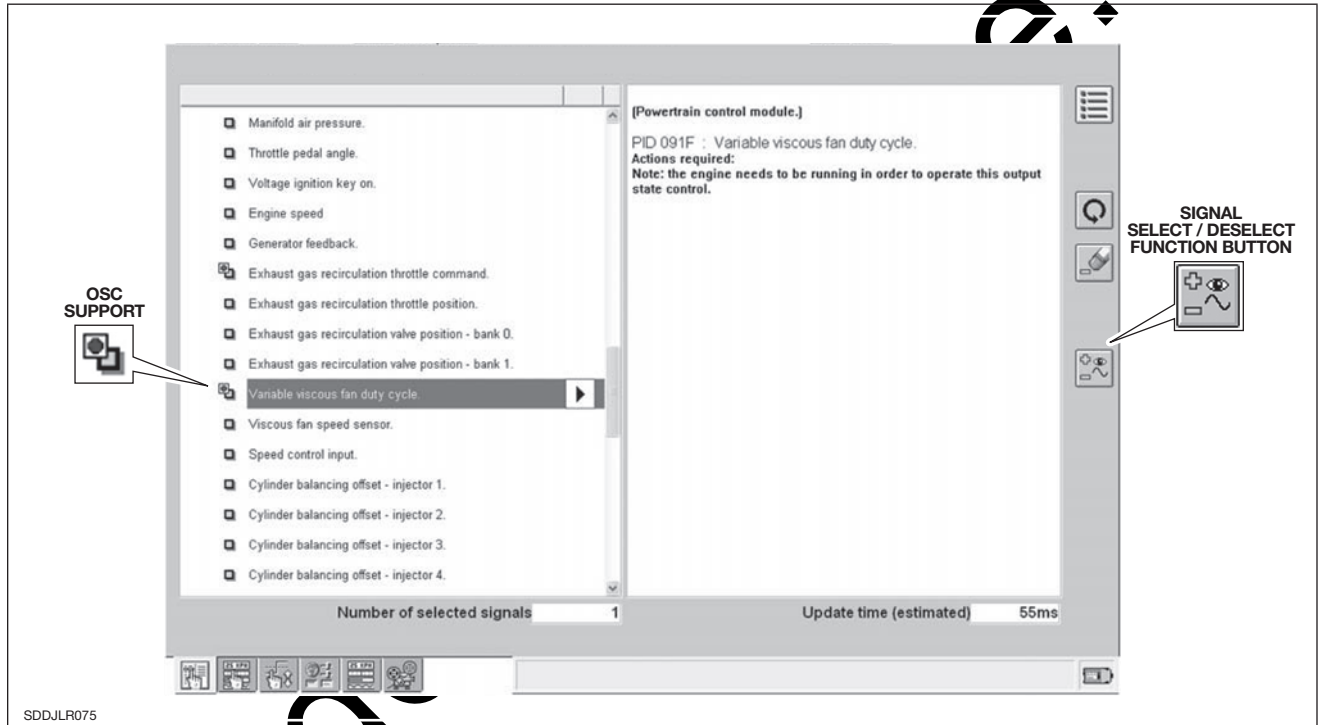 OSC
SUPPORT
Manifold air pressure.
Throttle pedal angle.
Voltage ignition key on.
Engine speed
Generator feedback.
Exhaust gas recirculation throttle command.
Exhaust gas recirculation throttle position.
Exhaust gas recirculation valve position - bank 0.
Exhaust gas recirculation valve position - bank 1.
Variable viscous fan duty cycle.
Viscous fan speed sensor.
Speed control input.
Cylinder balancing offset - injector 1.
Cylinder balancing offset - injector 2.
Cylinder balancing offset - injector 3.
Cylinder balancing offset - injector 4.
Number of selected signals 1
(Powertrain control module.)
PID 091F : Variable viscous fan duty cycle.
Actions required:
Note: the engine needs to be running in order to operate this output
state control.
Update time (estimated) 55ms
SIGNAL
SELECT / DESELECT
FUNCTION BUTTON
SDDJLR075